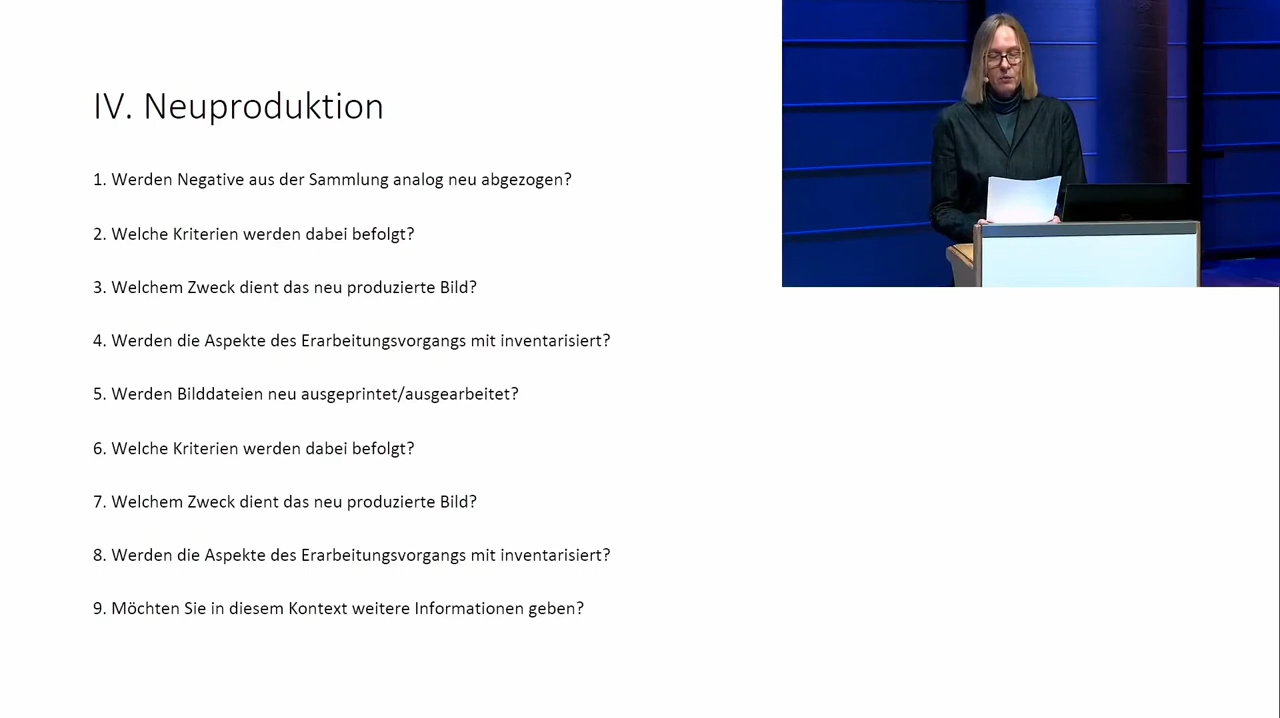 IV. Neuproduktion
1. Werden Negative aus der Sammlung analog neu abgezogen?
2. Welche Kriterien werden dabei befolgt?
3. Welchem Zweck dient das neu produzierte Bild?
4. Werden die Aspekte des Erarbeitungsvorgangs mit inventarisiert?
5. Werden Bilddateien neu ausgeprintet/ausgearbeitet?
6. Welche Kriterien werden dabei befolgt?
7. Welchem Zweck dient das neu produzierte Bild?
8. Werden die Aspekte des Erarbeitungsvorgangs mit inventarisiert?
9. Möchten Sie in diesem Kontext weitere Informationen geben?